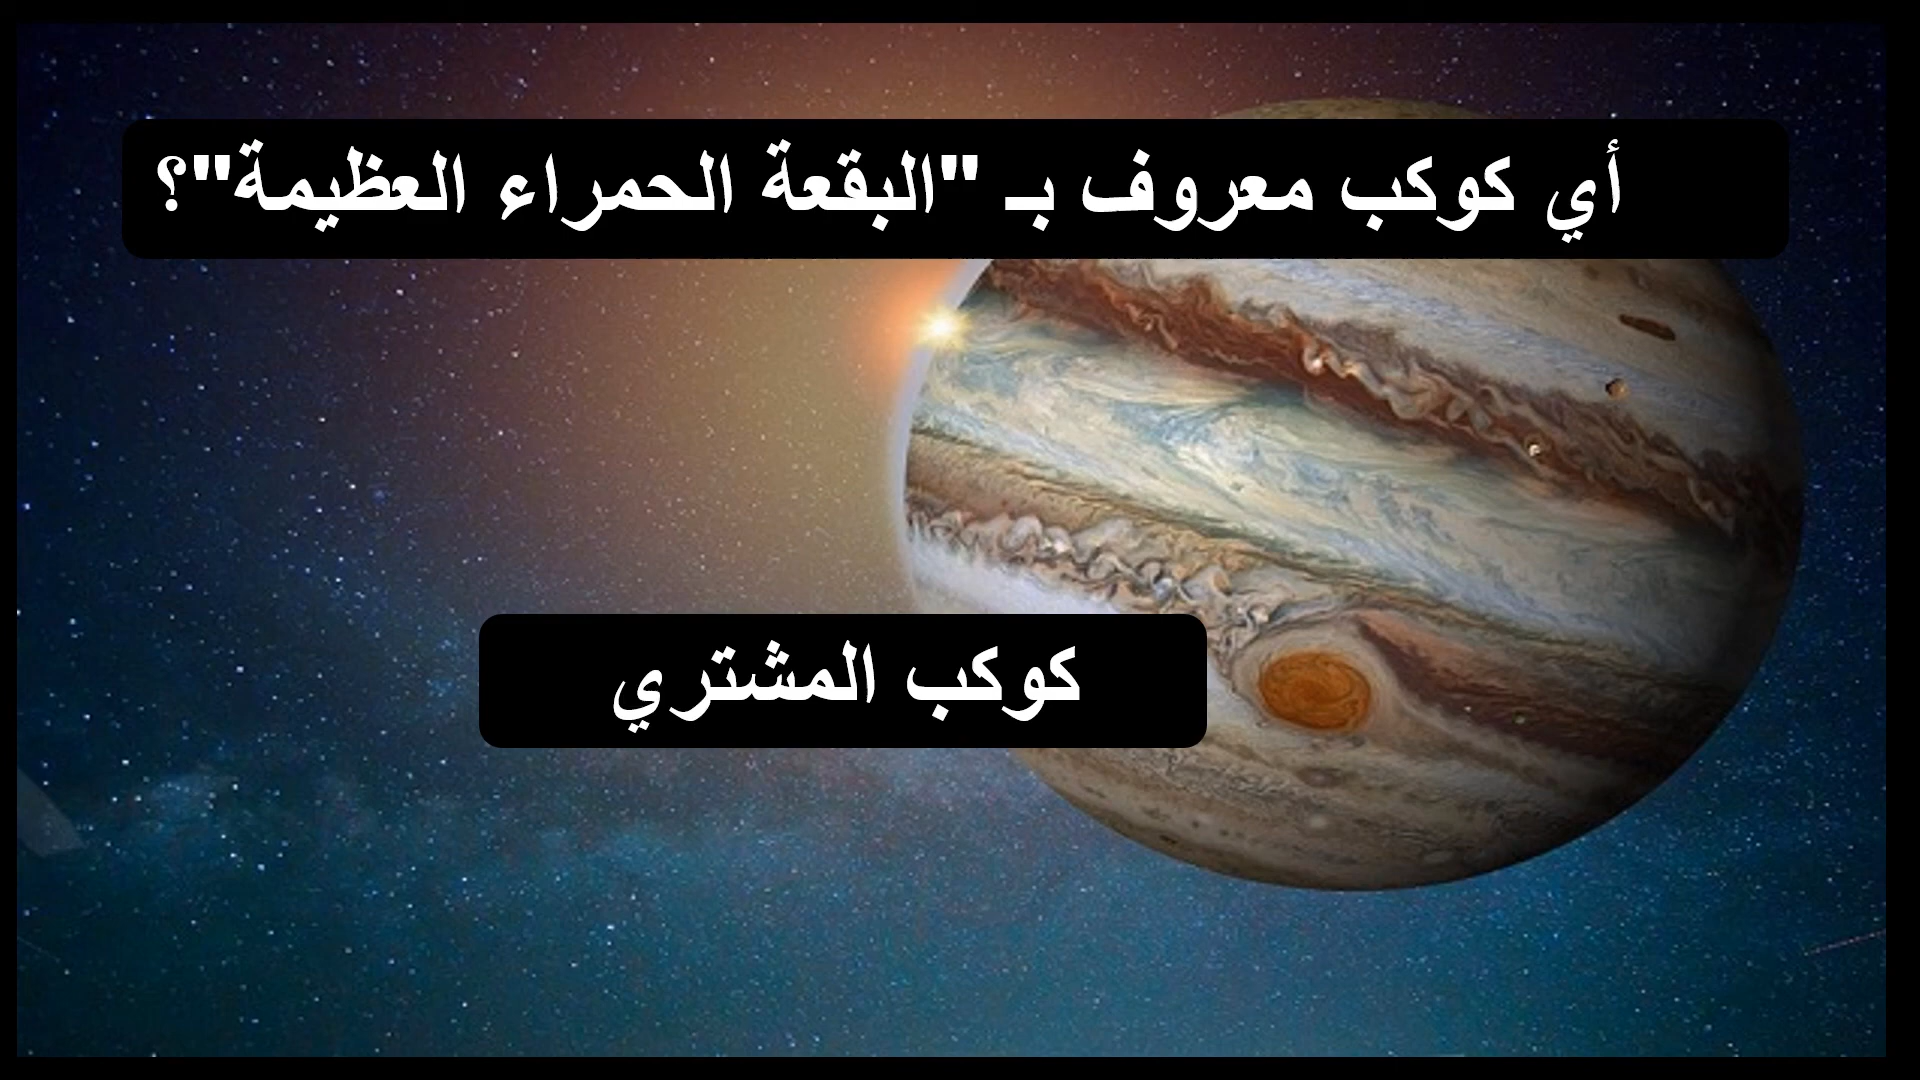 أي كوكب معروف بـ "البقعة الحمراء العظيمة"؟
كوكب المشتري